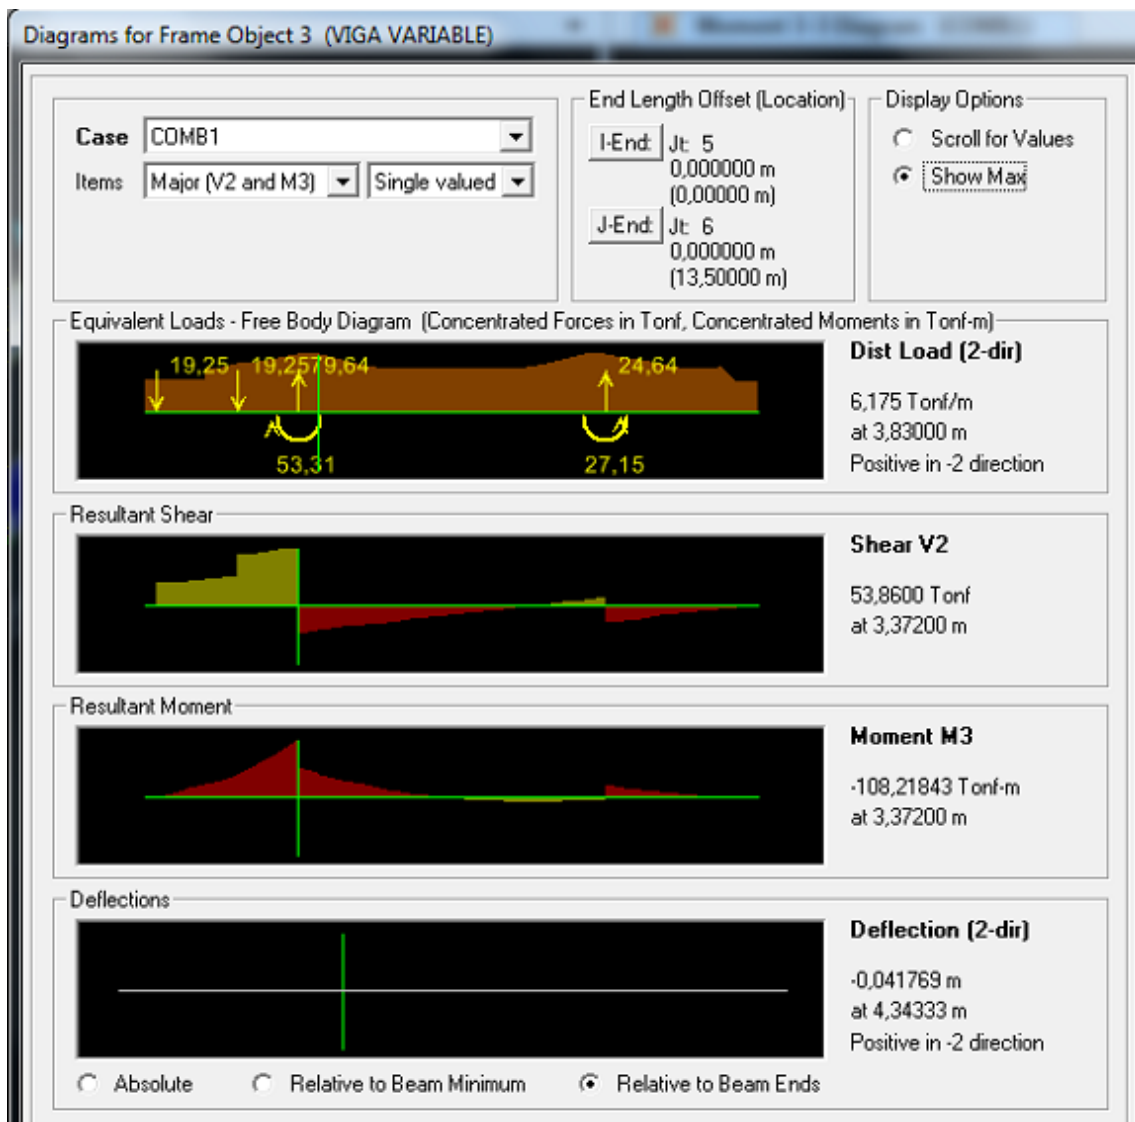 Diagrams for Frame Object 3 (VIGA VARIABLE)
End Length Offset (Location)
Display Options
Case COMB1
Items Major (V2 and M3) Single valued
I-End: Jt: 5
0,000000 m
(0,00000 m)
J-End: Jt: 6
0,000000 m
(13,50000 m)
Scroll for Values
Show Max
Equivalent Loads - Free Body Diagram (Concentrated Forces in Tonf, Concentrated Moments in Tonf-m)
19,25 19,25 79,64 24,64
53,31 27,15
Dist Load (2-dir)
6,175 Tonf/m
at 3,83000 m
Positive in -2 direction
Resultant Shear
Shear V2
53,8600 Tonf
at 3,37200 m
Resultant Moment
Moment M3
-108,21843 Tonf-m
at 3,37200 m
Deflections
Deflection (2-dir)
-0,041769 m
at 4,34333 m
Positive in -2 direction
Absolute Relative to Beam Minimum Relative to Beam Ends